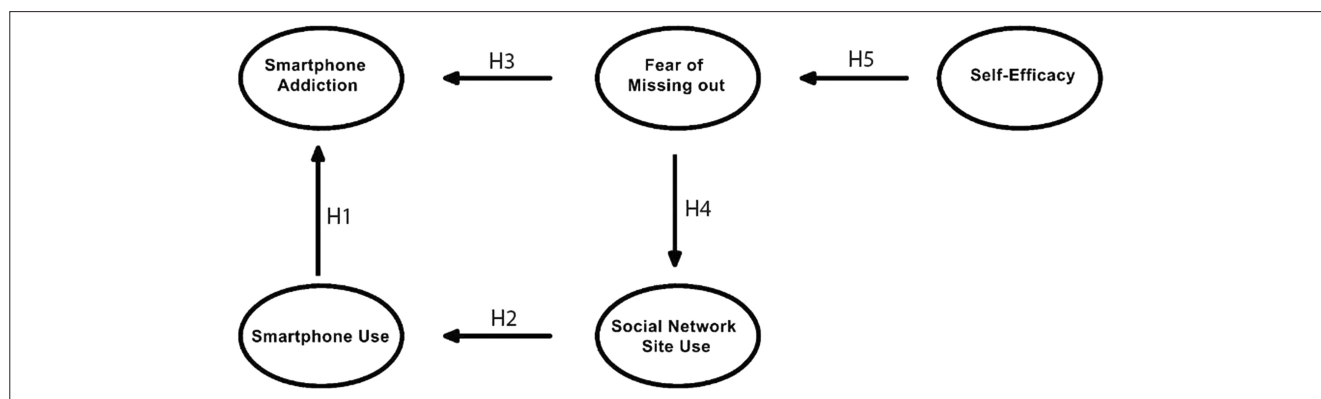 Smartphone
Addiction
H3
Fear of
Missing out
H5
Self-Efficacy
H1
H4
Smartphone Use
H2
Social Network
Site Use